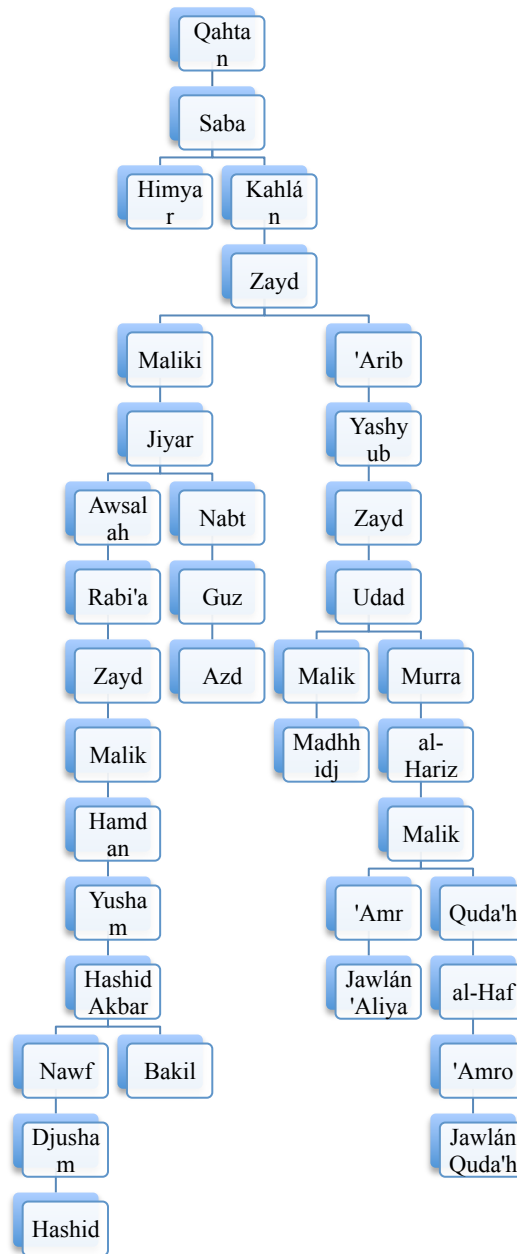 Qahta
n
Saba
Himya
r
Kahlá
n
Zayd
Maliki
'Arib
Jiyar
Yashy
ub
Awsal
ah
Nabt
Zayd
Rabi'a
Guz
Udad
Zayd
Azd
Malik
Murra
Malik
Madhh
idj
al-
Hariz
Hamd
an
Malik
Yusha
m
'Amr
Quda'h
Hashid
Akbar
Jawlán
'Aliya
al-Haf
Nawf
Bakil
'Amro
Djusha
m
Jawlán
Quda'h
Hashid